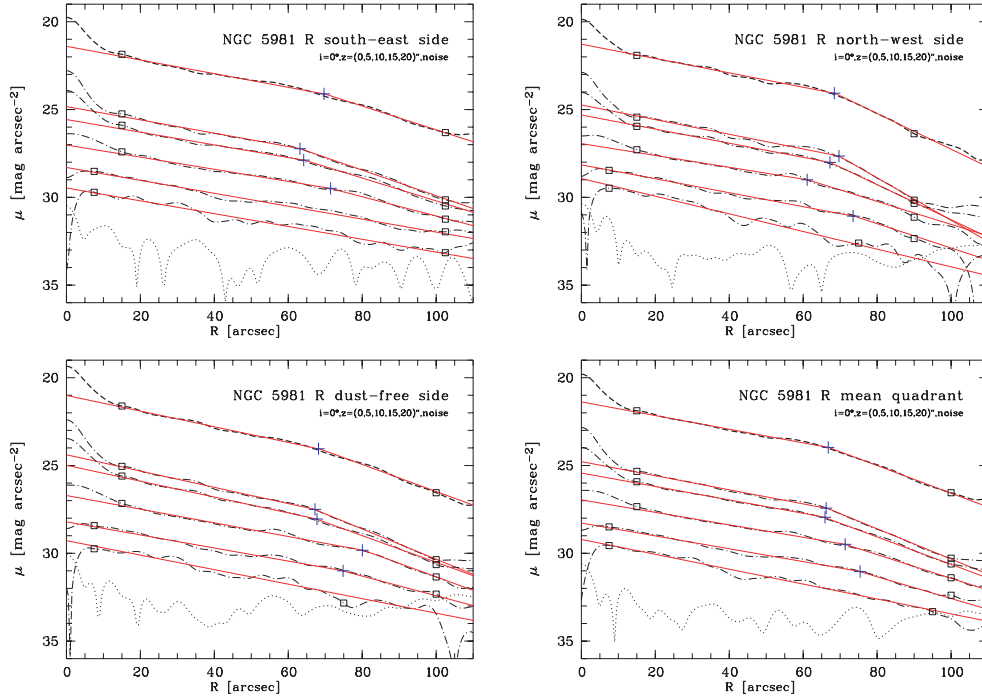 NGC 5981 R south-east side
i=0°,z=(0.5,10,15,20)",noise
20
25
30
35
μ [mag arcsec⁻²]
0 20 40 60 80 100
R [arcsec]
NGC 5981 R north-west side
i=0°,z=(0.5,10,15,20)",noise
20
25
30
35
μ [mag arcsec⁻²]
0 20 40 60 80 100
R [arcsec]
NGC 5981 R dust-free side
i=0°,z=(0.5,10,15,20)",noise
20
25
30
35
μ [mag arcsec⁻²]
0 20 40 60 80 100
R [arcsec]
NGC 5981 R mean quadrant
i=0°,z=(0.5,10,15,20)",noise
20
25
30
35
μ [mag arcsec⁻²]
0 20 40 60 80 100
R [arcsec]